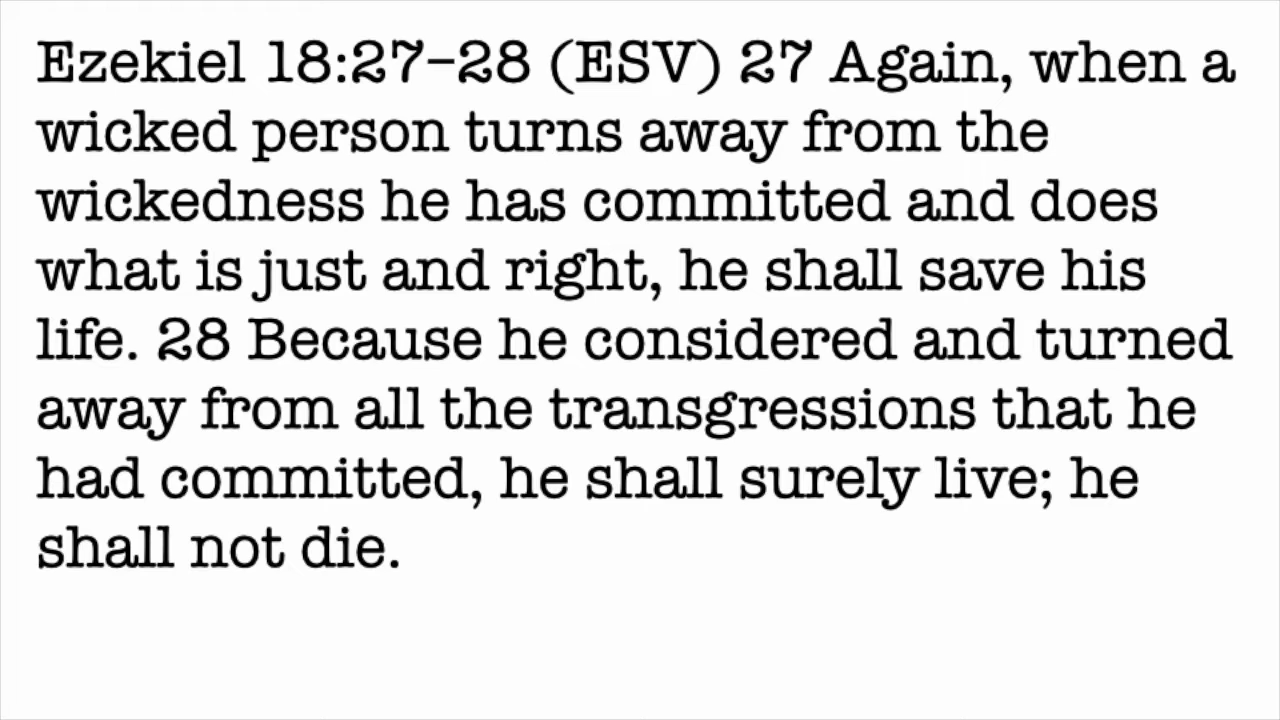 Ezekiel 18:27–28 (ESV) 27 Again, when a
wicked person turns away from the
wickedness he has committed and does
what is just and right, he shall save his
life. 28 Because he considered and turned
away from all the transgressions that he
had committed, he shall surely live; he
shall not die.